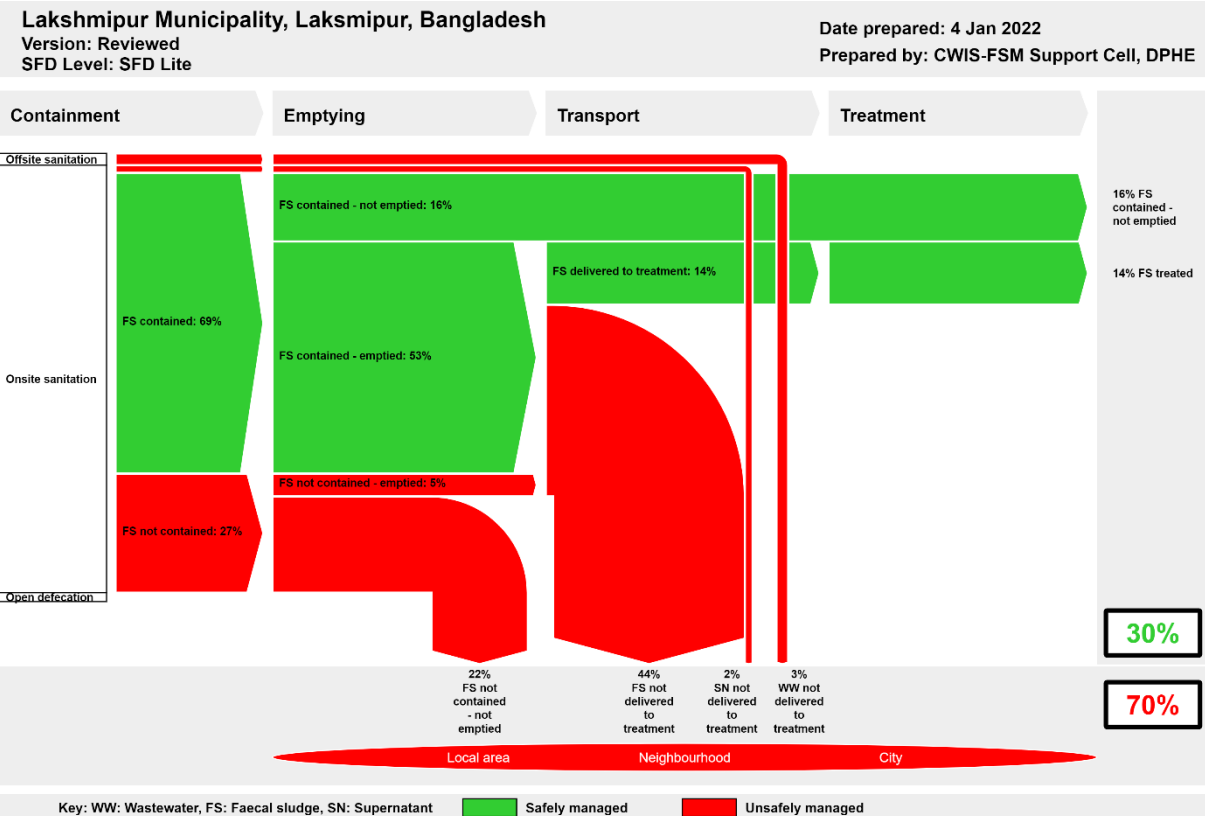 Lakshmipur Municipality, Laksmipur, Bangladesh
Version: Reviewed
SFD Level: SFD Lite
Date prepared: 4 Jan 2022
Prepared by: CWIS-FSM Support Cell, DPHE
Containment
Emptying
Transport
Treatment
Offsite sanitation
FS contained - not emptied: 16%
16% FS
contained -
not emptied
FS delivered to treatment: 14%
14% FS treated
FS contained: 69%
FS contained - emptied: 53%
Onsite sanitation
FS not contained - emptied: 5%
FS not contained: 27%
Open defecation
30%
22%
FS not
contained
- not
emptied
44%
FS not
delivered
to
treatment
2%
SN not
delivered
to
treatment
3%
WW not
delivered
to
treatment
70%
Local area
Neighbourhood
City
Key: WW: Wastewater, FS: Faecal sludge, SN: Supernatant
Safely managed
Unsafely managed